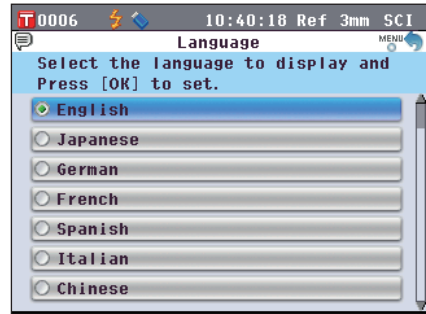 T0006 10:40:18 Ref 3mm SCI
Language MENU
Select the language to display and
Press [OK] to set.
English
Japanese
German
French
Spanish
Italian
Chinese